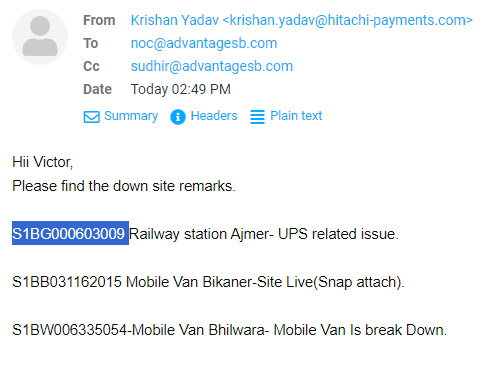 From Krishan Yadav <krishan.yadav@hitachi-payments.com>
To noc@advantagesb.com
Cc sudhir@advantagesb.com
Date Today 02:49 PM
Summary Headers Plain text
Hii Victor,
Please find the down site remarks.
S1BG000603009 Railway station Ajmer- UPS related issue.
S1BB031162015 Mobile Van Bikaner-Site Live(Snap attach).
S1BW006335054-Mobile Van Bhilwara- Mobile Van Is break Down.